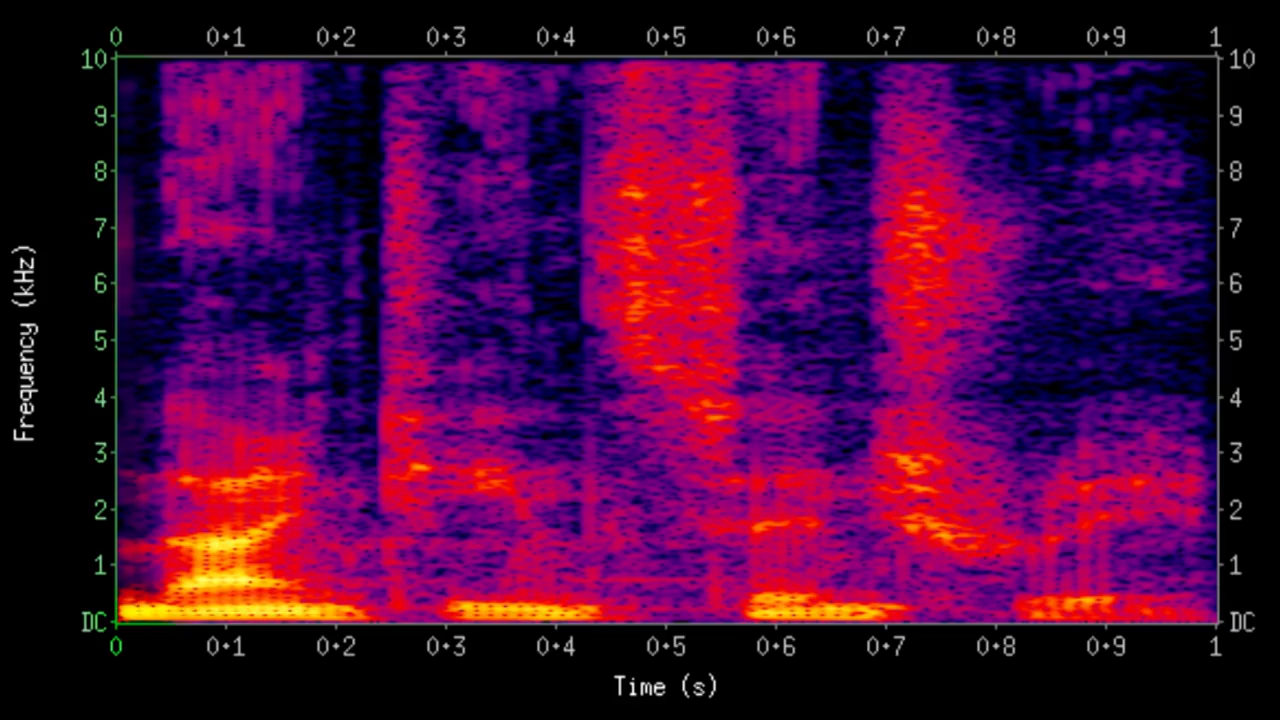 0 0•1 0•2 0•3 0•4 0•5 0•6 0•7 0•8 0•9 1
10 10
9 9
8 8
7 7
6 6
5 5
4 4
3 3
2 2
1 1
DC DC
Frequency (kHz)
0 0•1 0•2 0•3 0•4 0•5 0•6 0•7 0•8 0•9 1
Time (s)